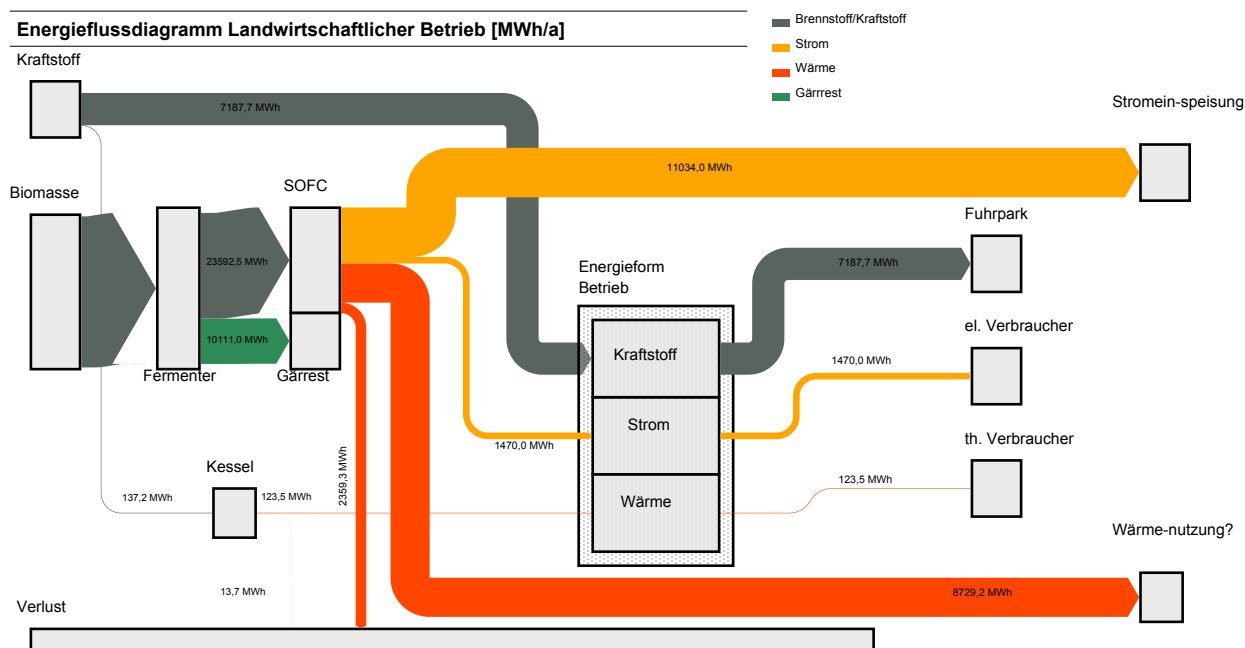 Energieflussdiagramm Landwirtschaftlicher Betrieb [MWh/a]
Brennstoff/Kraftstoff
Strom
Wärme
Gärrrest
Kraftstoff
7187,7 MWh
Stromein-speisung
11034,0 MWh
Biomasse
SOFC
Fuhrpark
23592,5 MWh
7187,7 MWh
Energieform
Betrieb
el. Verbraucher
10111,0 MWh
Kraftstoff
1470,0 MWh
Fermenter
Gärrest
Strom
1470,0 MWh
th. Verbraucher
2359,3 MWh
Kessel
137,2 MWh
123,5 MWh
Wärme
123,5 MWh
Wärme-nutzung?
13,7 MWh
8729,2 MWh
Verlust